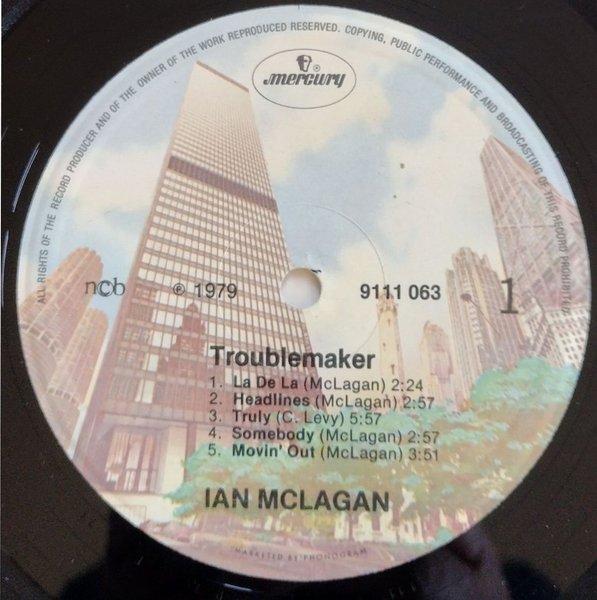 ALL RIGHTS OF THE RECORD PRODUCER AND OF THE OWNER OF THE WORK REPRODUCED RESERVED. COPYING, PUBLIC PERFORMANCE AND BROADCASTING OF THIS RECORD PROHIBITED
mercury
ncb ℗ 1979 9111 063 1
Troublemaker
1. La De La (McLagan) 2:24
2. Headlines (McLagan) 2:57
3. Truly (C. Levy) 5:57
4. Somebody (McLagan) 2:57
5. Movin' Out (McLagan) 3:51
IAN MCLAGAN
MARKETED BY PHONOGRAM